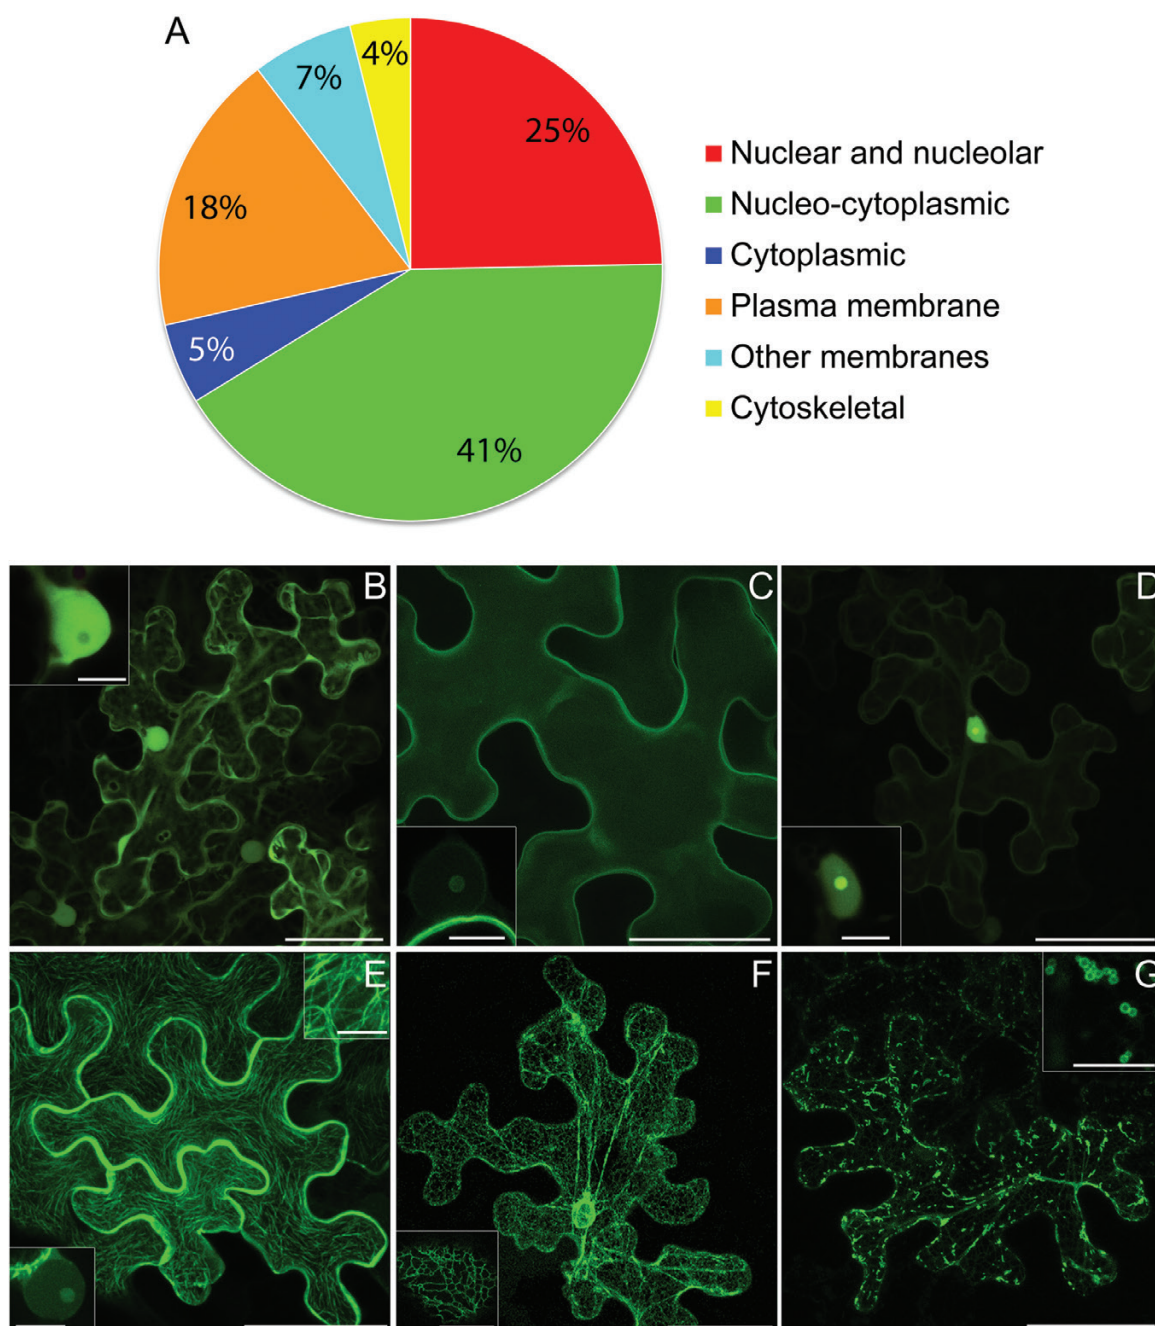 A
4%
7%
25%
18%
5%
41%
Nuclear and nucleolar
Nucleo-cytoplasmic
Cytoplasmic
Plasma membrane
Other membranes
Cytoskeletal
B
C
D
E
F
G